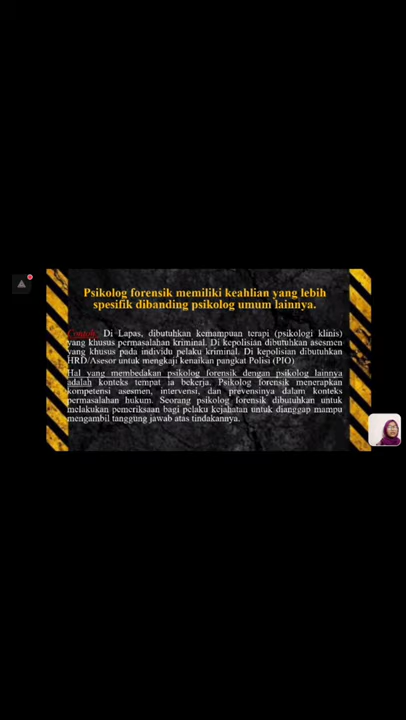 Psikolog forensik memiliki keahlian yang lebih
spesifik dibanding psikolog umum lainnya.
Contoh: Di Lapas, dibutuhkan kemampuan terapi (psikologi klinis)
yang khusus permasalahan kriminal. Di kepolisian dibutuhkan asesmen
yang khusus pada individu pelaku kriminal. Di kepolisian dibutuhkan
HRD/Asesor untuk mengkaji kenaikan pangkat Polisi (PIO)
Hal yang membedakan psikolog forensik dengan psikolog lainnya
adalah konteks tempat ia bekerja. Psikolog forensik menerapkan
kompetensi asesmen, intervensi, dan prevensinya dalam konteks
permasalahan hukum. Seorang psikolog forensik dibutuhkan untuk
melakukan pemeriksaan bagi pelaku kejahatan untuk dianggap mampu
mengambil tanggung jawab atas tindakannya.